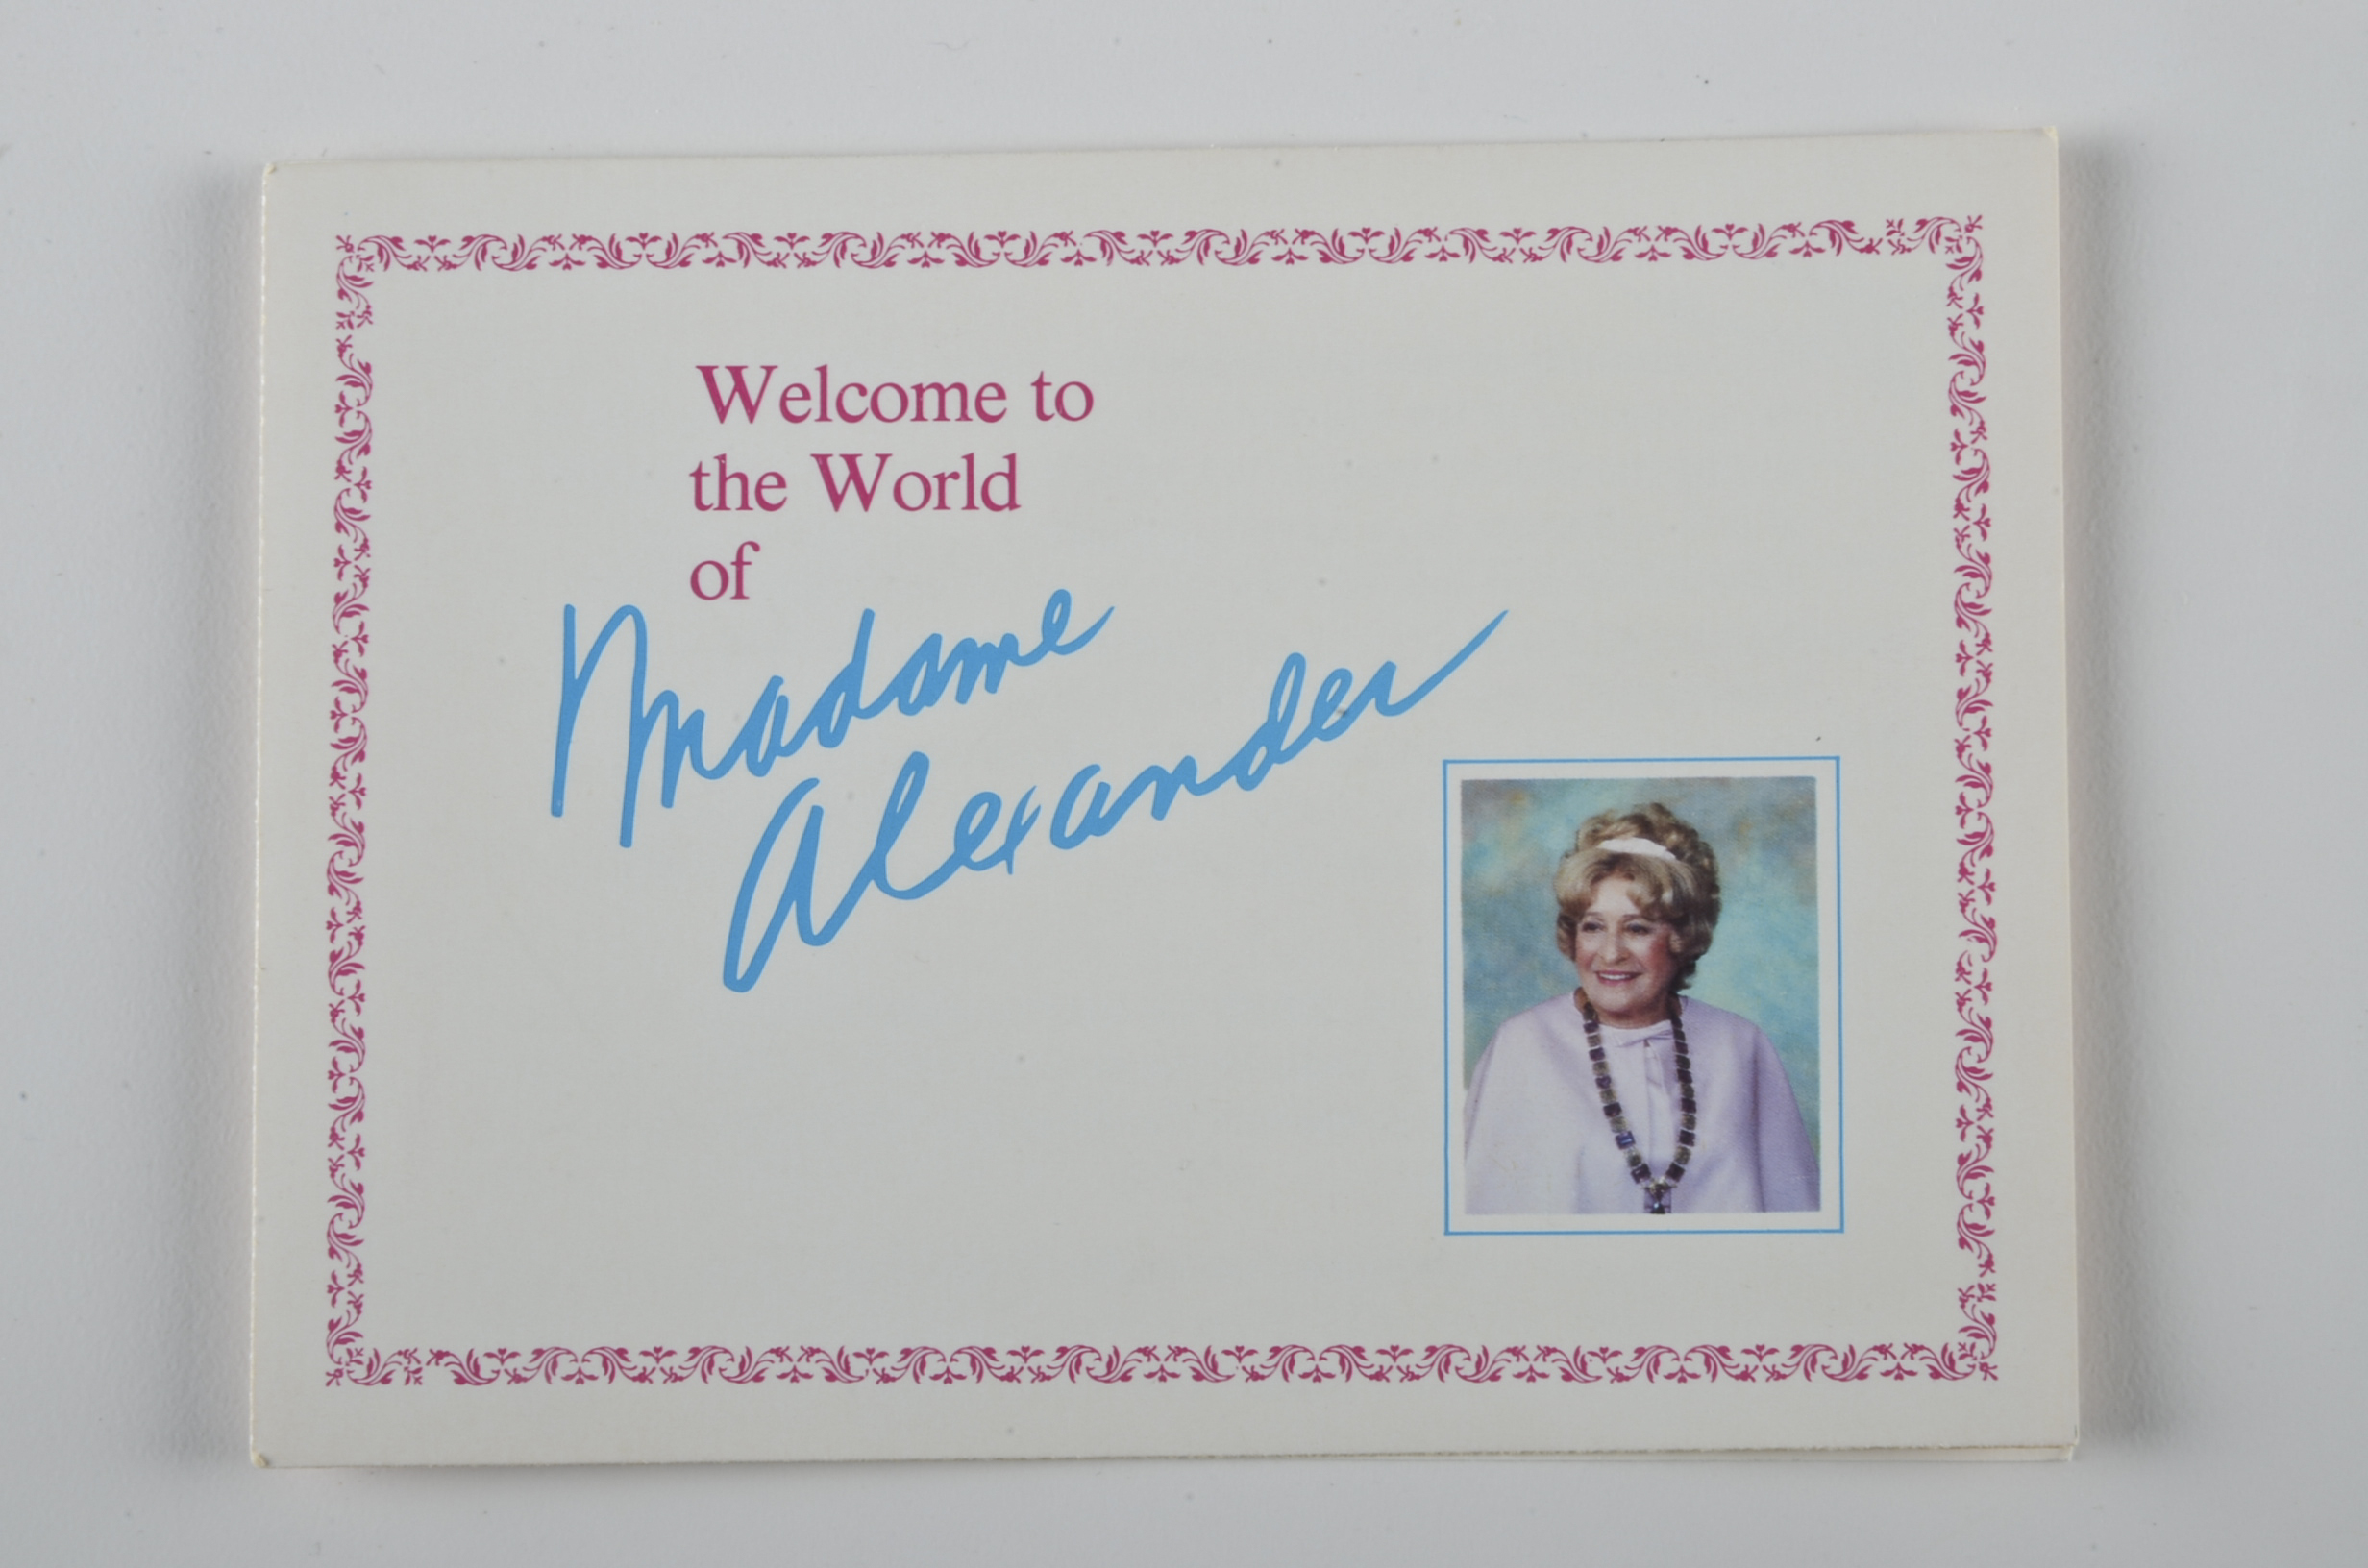 Welcome to
the World
of
Madame
Alexander